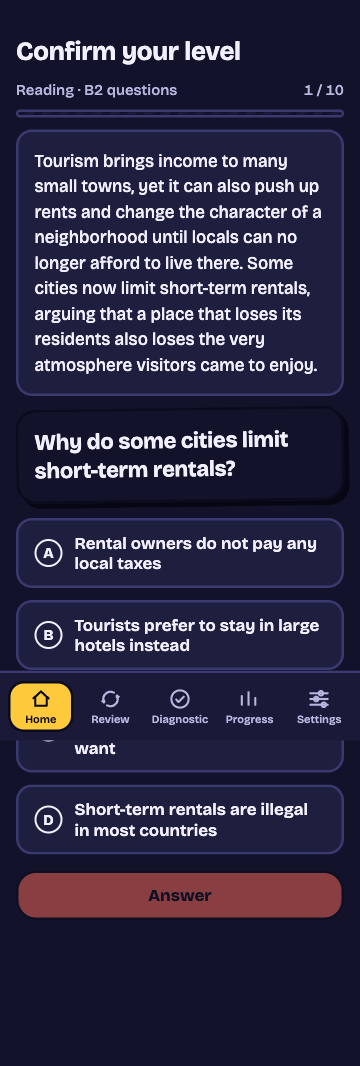 Confirm your level
Reading · B2 questions
1 / 10
Tourism brings income to many
small towns, yet it can also push up
rents and change the character of a
neighborhood until locals can no
longer afford to live there. Some
cities now limit short-term rentals,
arguing that a place that loses its
residents also loses the very
atmosphere visitors came to enjoy.
Why do some cities limit
short-term rentals?
A
Rental owners do not pay any
local taxes
B
Tourists prefer to stay in large
hotels instead
Home
Review
Diagnostic
Progress
Settings
want
D
Short-term rentals are illegal
in most countries
Answer